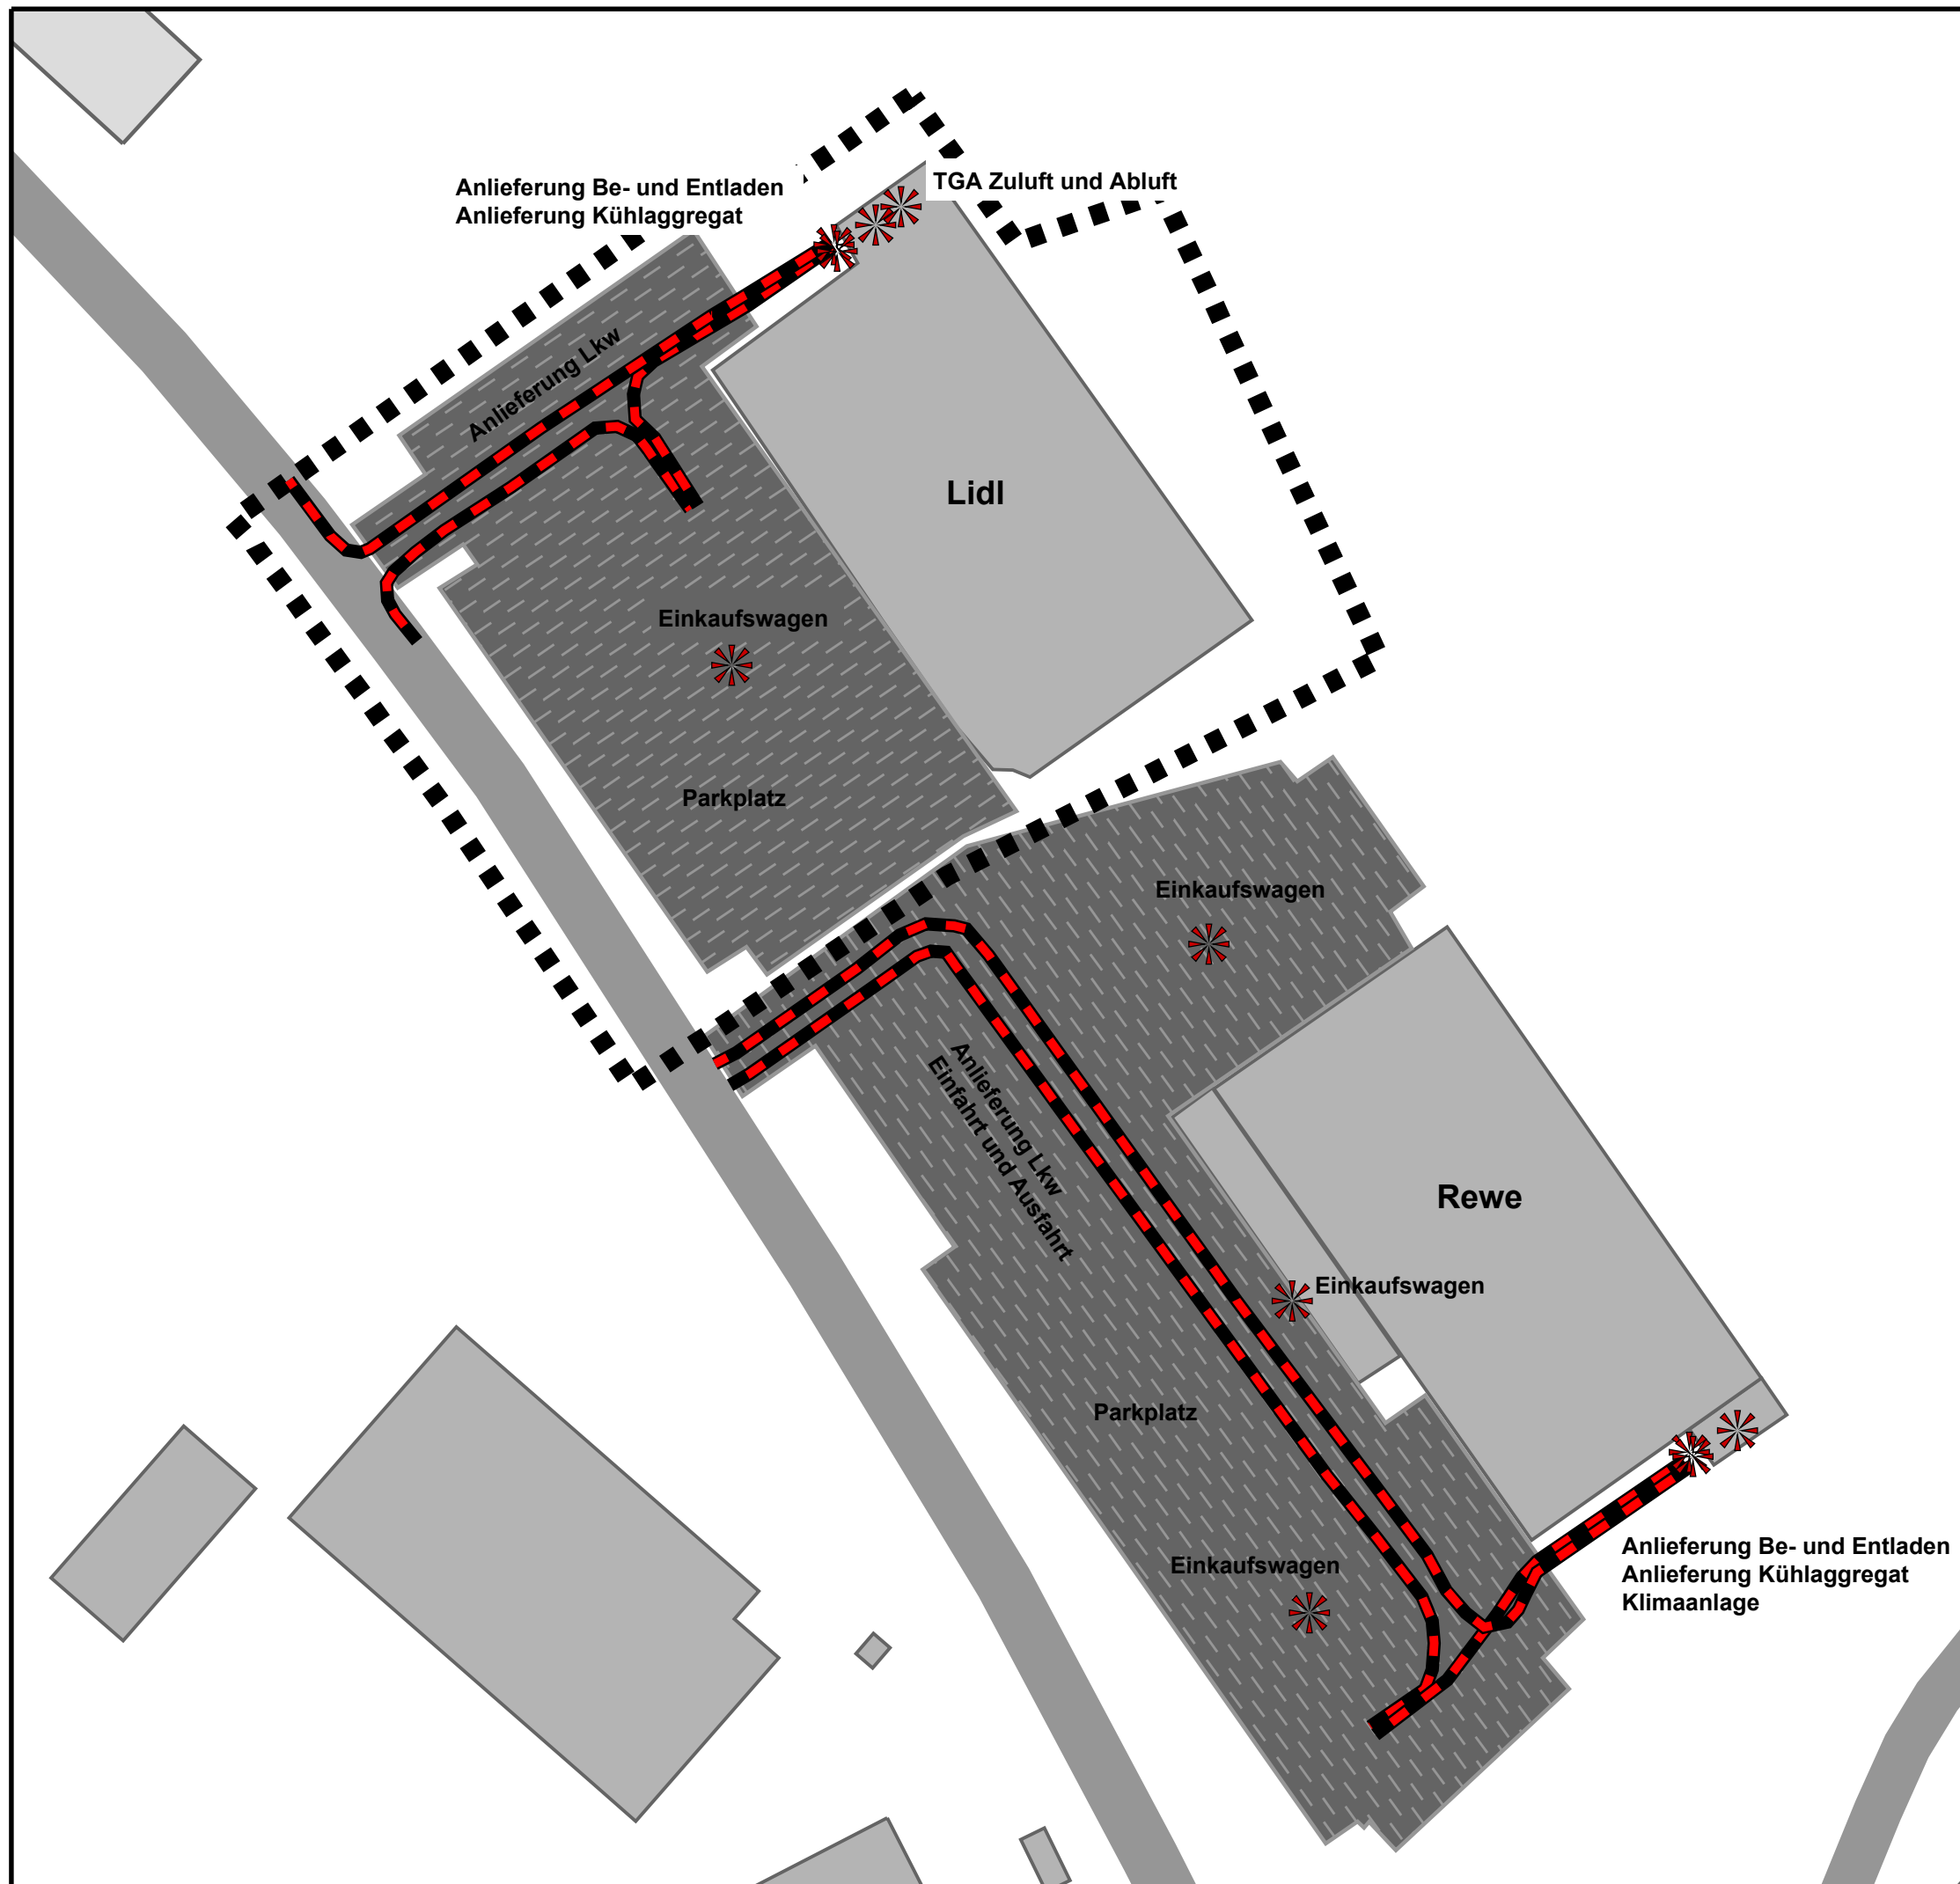 TGA Zuluft und Abluft
Anlieferung Be- und Entladen
Anlieferung Kühlaggregat
Anlieferung Lkw
Lidl
Einkaufswagen
Parkplatz
Einkaufswagen
Anlieferung Lkw
Einfahrt und Ausfahrt
Rewe
Einkaufswagen
Parkplatz
Einkaufswagen
Anlieferung Be- und Entladen
Anlieferung Kühlaggregat
Klimaanlage